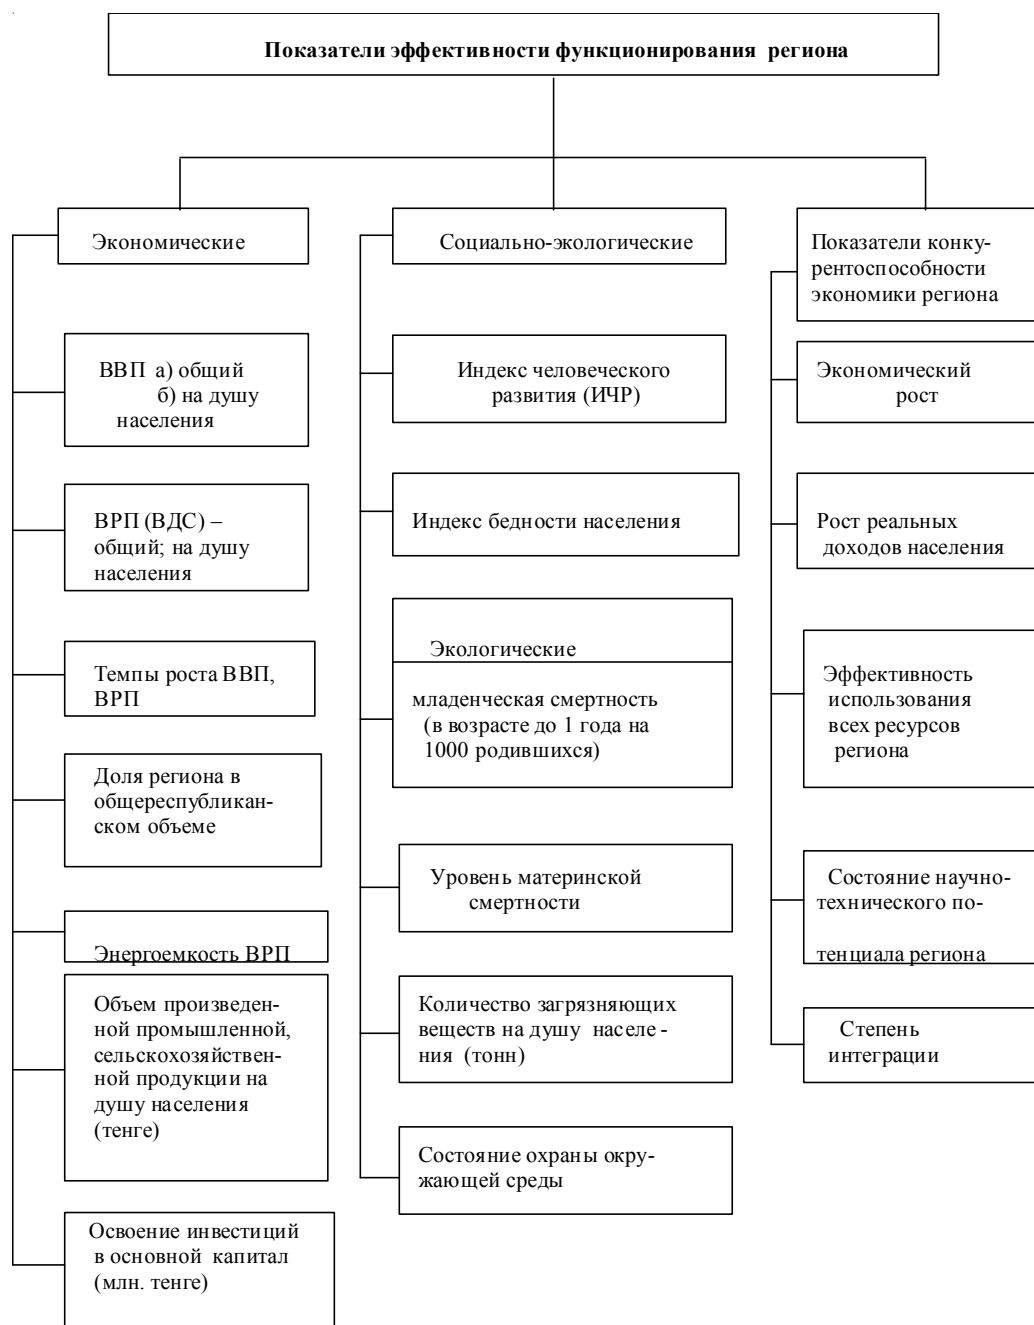 Показатели эффективности функционирования региона
Экономические
ВВП а) общий
б) на душу
населения
ВРП (ВДС) –
общий; на душу
населения
Темпы роста ВВП,
ВРП
Доля региона в
общереспубликан-
ском объеме
Энергоемкость ВРП
Объем произведен-
ной промышленной,
сельскохозяйствен-
ной продукции на
душу населения
(тенге)
Освоение инвестиций
в основной капитал
(млн. тенге)
Социально-экологические
Индекс человеческого
развития (ИЧР)
Индекс бедности населения
Экологические
младенческая смертность
(в возрасте до 1 года на
1000 родившихся)
Уровень материнской
смертности
Количество загрязняющих
веществ на душу населе-
ния (тонн)
Состояние охраны окру-
жающей среды
Показатели конку-
рентоспособности
экономики региона
Экономический
рост
Рост реальных
доходов населения
Эффективность
использования
всех ресурсов
региона
Состояние научно-
технического по-
тенциала региона
Степень
интеграции